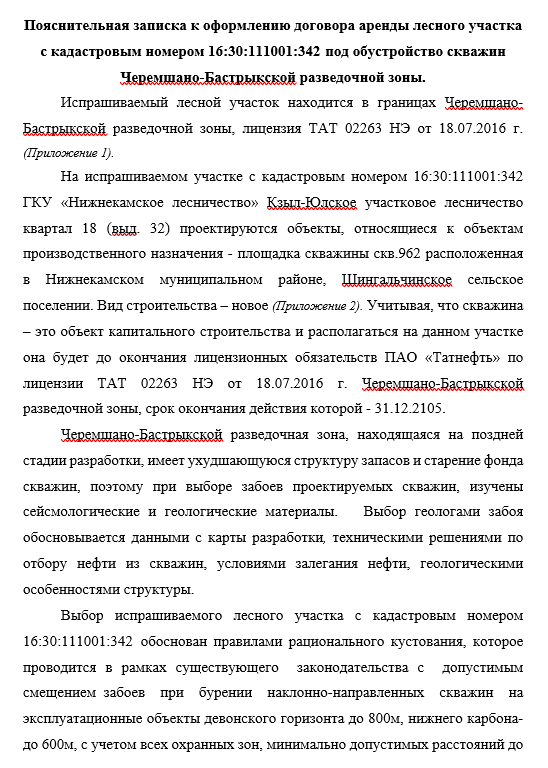 Пояснительная записка к оформлению договора аренды лесного участка
с кадастровым номером 16:30:111001:342 под обустройство скважин
Черемшано-Бастрыкской разведочной зоны.
Испрашиваемый лесной участок находится в границах Черемшано-
Бастрыкской разведочной зоны, лицензия ТАТ 02263 НЭ от 18.07.2016 г.
(Приложение 1).
На испрашиваемом участке с кадастровым номером 16:30:111001:342
ГКУ «Нижнекамское лесничество» Кзыл-Юлское участковое лесничество
квартал 18 (выд. 32) проектируются объекты, относящиеся к объектам
производственного назначения - площадка скважины скв.962 расположенная
в Нижнекамском муниципальном районе, Шингальчинское сельское
поселении. Вид строительства – новое (Приложение 2). Учитывая, что скважина
– это объект капитального строительства и располагаться на данном участке
она будет до окончания лицензионных обязательств ПАО «Татнефть» по
лицензии ТАТ 02263 НЭ от 18.07.2016 г. Черемшано-Бастрыкской
разведочной зоны, срок окончания действия которой - 31.12.2105.
Черемшано-Бастрыкской разведочная зона, находящаяся на поздней
стадии разработки, имеет ухудшающуюся структуру запасов и старение фонда
скважин, поэтому при выборе забоев проектируемых скважин, изучены
сейсмологические и геологические материалы. Выбор геологами забоя
обосновывается данными с карты разработки, техническими решениями по
отбору нефти из скважин, условиями залегания нефти, геологическими
особенностями структуры.
Выбор испрашиваемого лесного участка с кадастровым номером
16:30:111001:342 обоснован правилами рационального кустования, которое
проводится в рамках существующего законодательства с допустимым
смещением забоев при бурении наклонно-направленных скважин на
эксплуатационные объекты девонского горизонта до 800м, нижнего карбона-
до 600м, с учетом всех охранных зон, минимально допустимых расстояний до